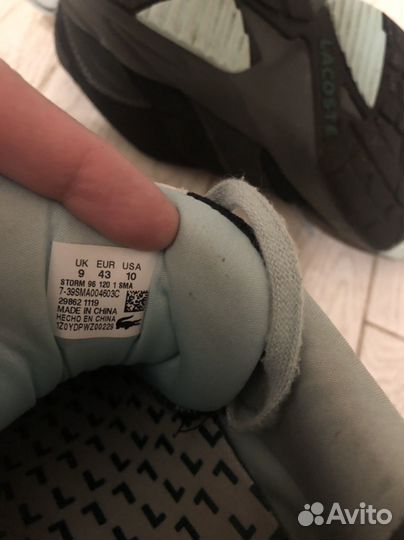 LACOSTE
UK EUR USA
9 43 10
STORM 96 120 1 SMA
7-39SMA004603C
29862 1119
MADE IN CHINA
HECHO EN CHINA
1Z0YDPWZ00229
Avito